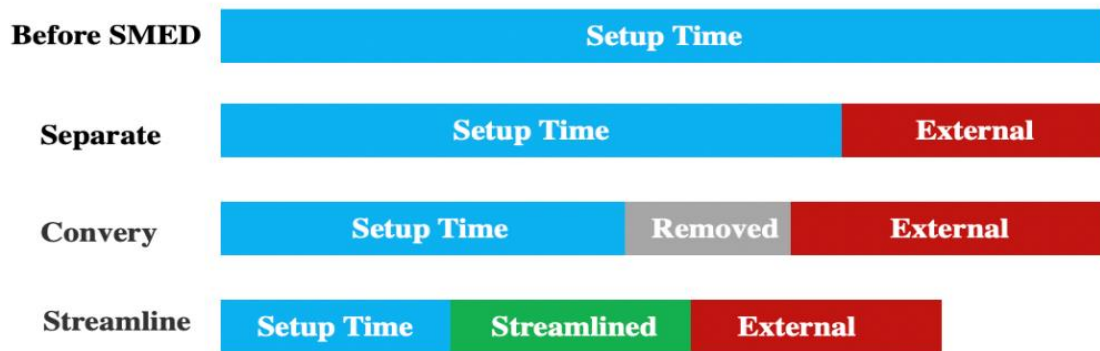 Before SMED Setup Time
Separate Setup Time External
Convery Setup Time Removed External
Streamline Setup Time Streamlined External